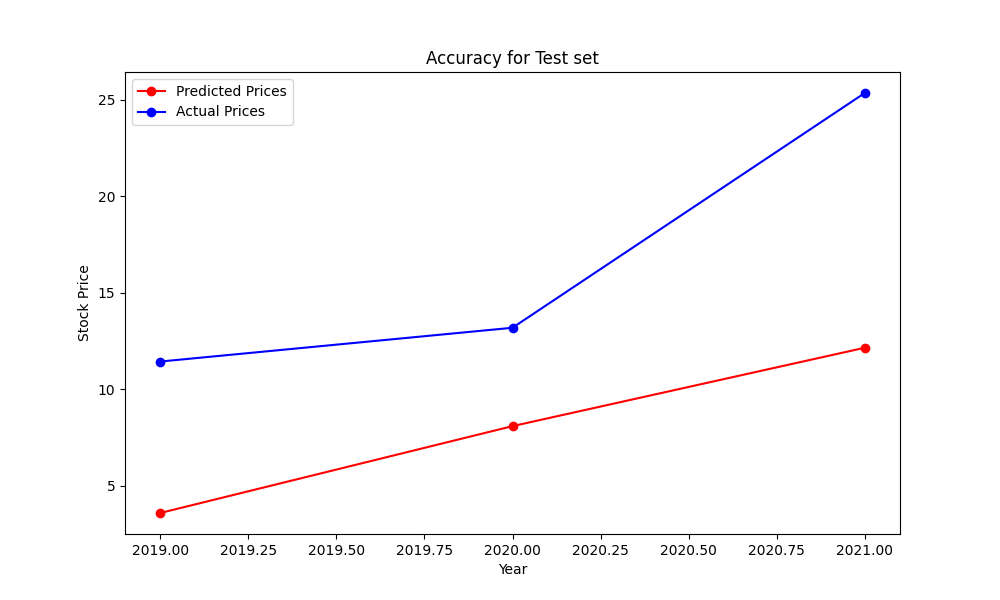 Accuracy for Test set
Predicted Prices
Actual Prices
25
20
15
10
5
Stock Price
2019.00 2019.25 2019.50 2019.75 2020.00 2020.25 2020.50 2020.75 2021.00
Year